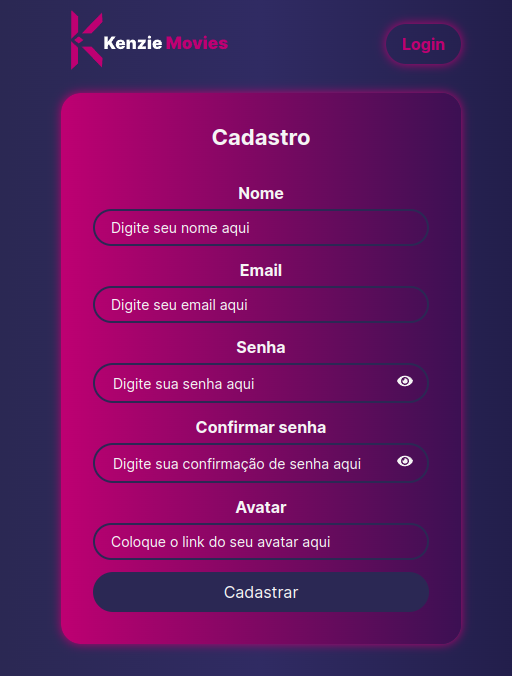 Kenzie Movies
Login
Cadastro
Nome
Digite seu nome aqui
Email
Digite seu email aqui
Senha
Digite sua senha aqui
Confirmar senha
Digite sua confirmação de senha aqui
Avatar
Coloque o link do seu avatar aqui
Cadastrar